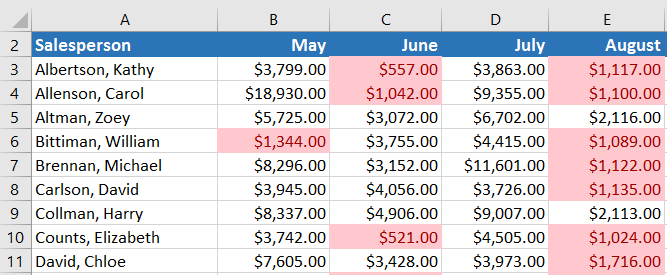 A B C D E
2 Salesperson May June July August
3 Albertson, Kathy $3,799.00 $557.00 $3,863.00 $1,117.00
4 Allenson, Carol $18,930.00 $1,042.00 $9,355.00 $1,100.00
5 Altman, Zoey $5,725.00 $3,072.00 $6,702.00 $2,116.00
6 Bittiman, William $1,344.00 $3,755.00 $4,415.00 $1,089.00
7 Brennan, Michael $8,296.00 $3,152.00 $11,601.00 $1,122.00
8 Carlson, David $3,945.00 $4,056.00 $3,726.00 $1,135.00
9 Collman, Harry $8,337.00 $4,906.00 $9,007.00 $2,113.00
10 Counts, Elizabeth $3,742.00 $521.00 $4,505.00 $1,024.00
11 David, Chloe $7,605.00 $3,428.00 $3,973.00 $1,716.00